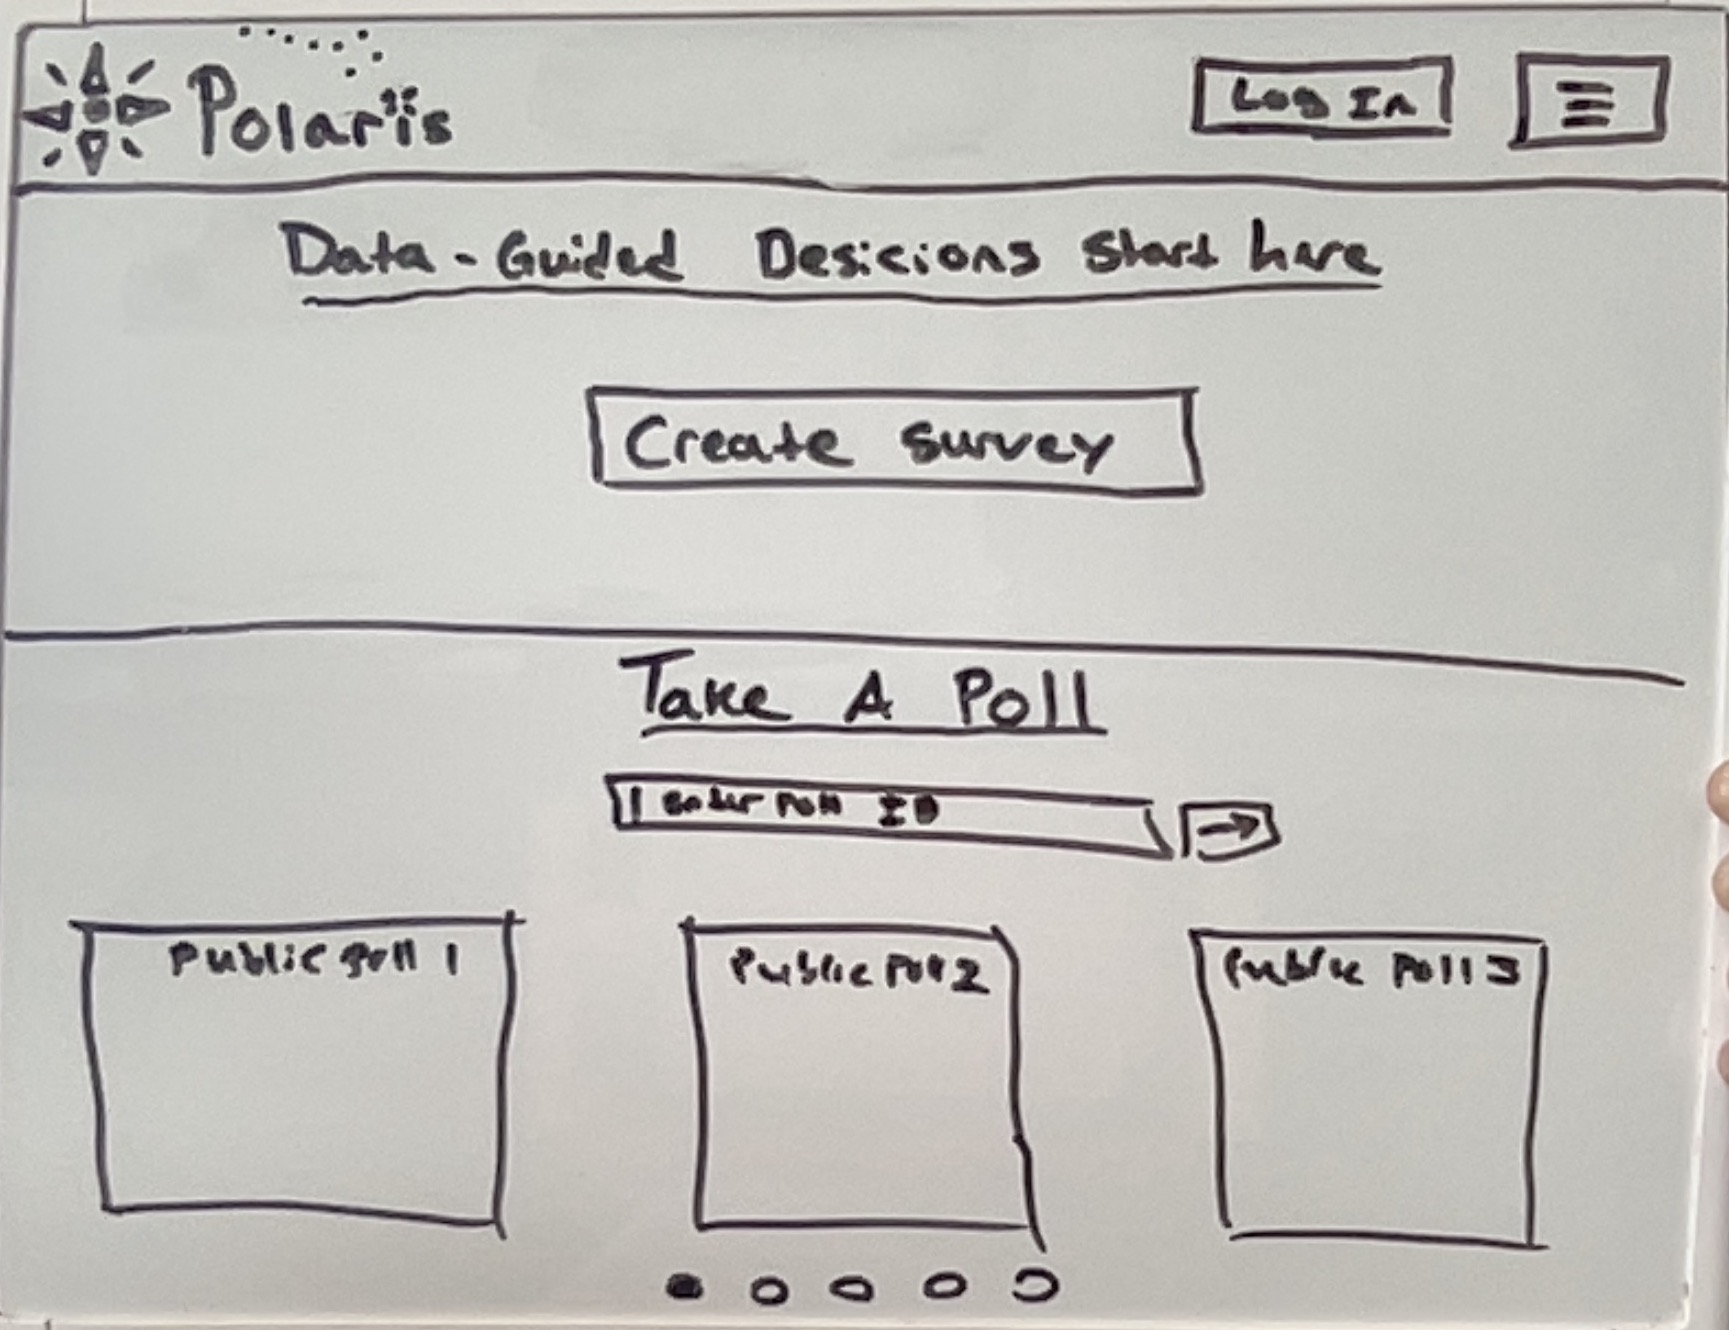 Polaris
Log In
Data-Guided Desicions Start here
Create Survey
Take A Poll
Enter Poll ID
Public Poll 1
Public Poll 2
Public Poll 3